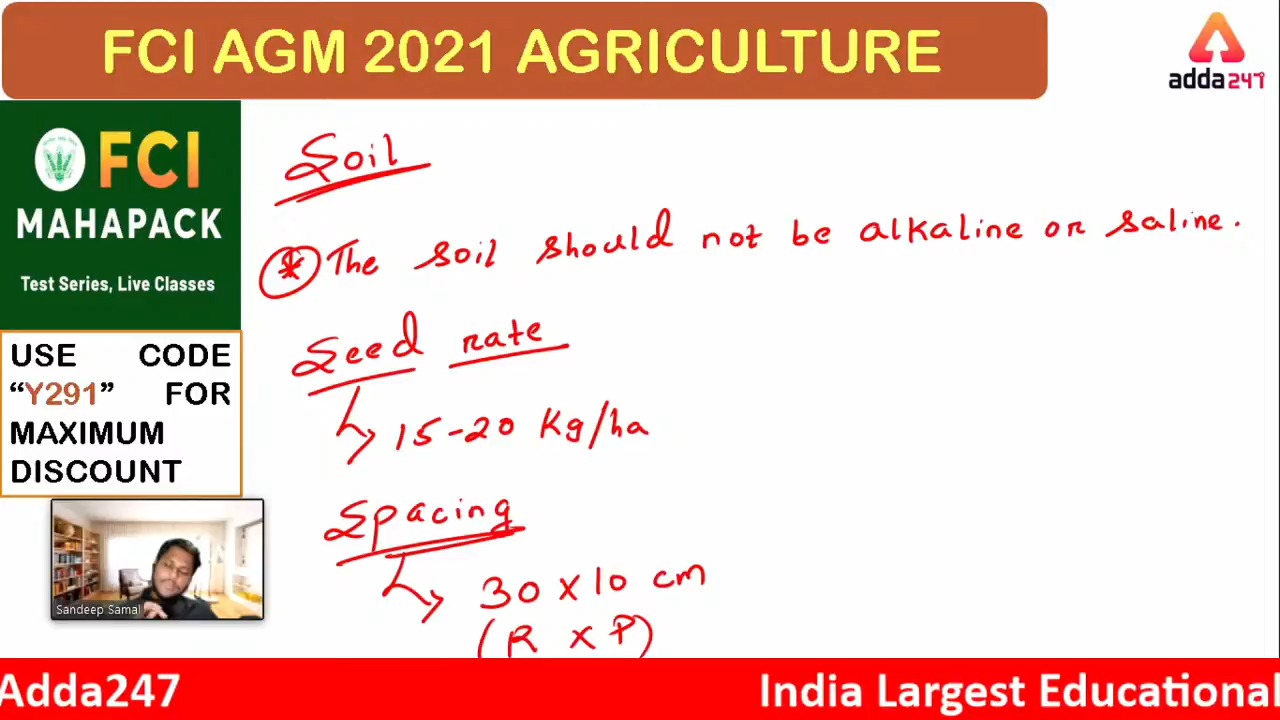 FCI AGM 2021 AGRICULTURE
adda247
FCI
MAHAPACK
Test Series, Live Classes
USE CODE
“Y291” FOR
MAXIMUM
DISCOUNT
Sandeep Samal
Soil
* The soil should not be alkaline or saline.
Seed rate
15-20 Kg/ha
Spacing
30 x 10 cm
(R x P)
Adda247
India Largest Educational